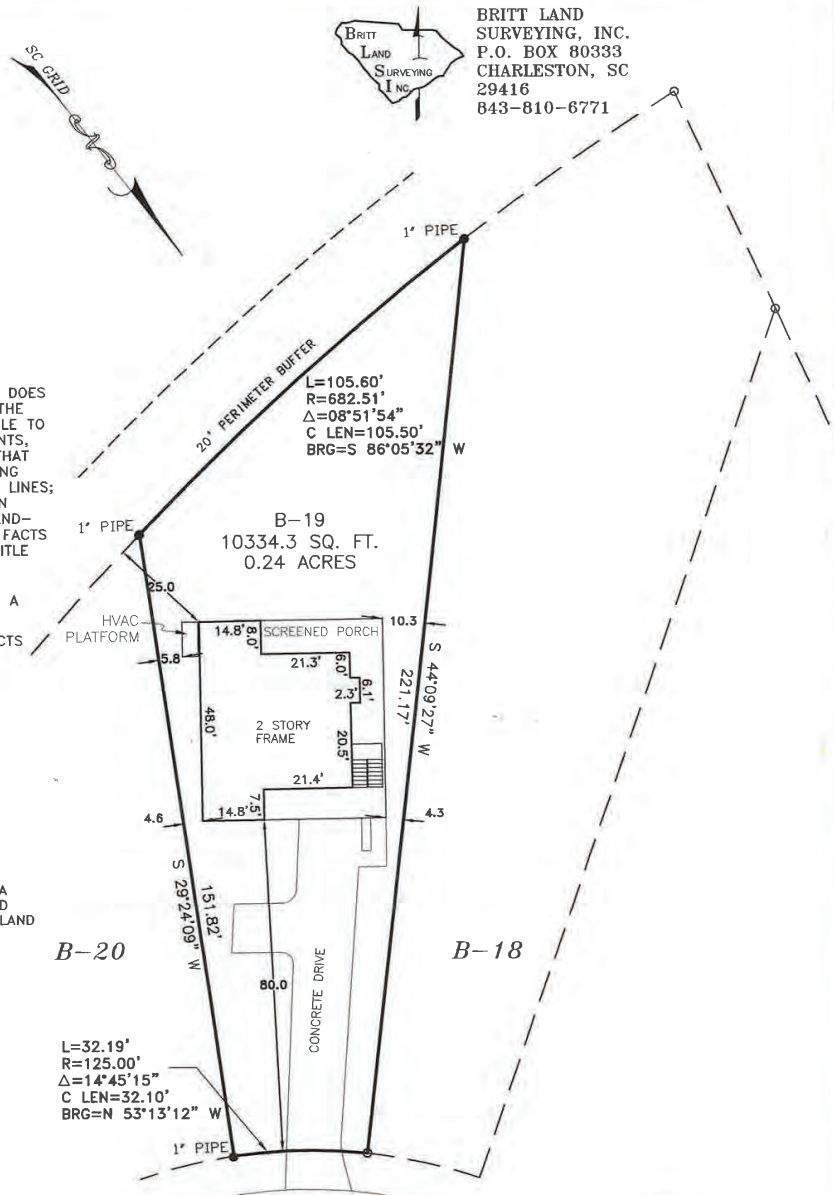 BRITT LAND
SURVEYING, INC.
P.O. BOX 80333
CHARLESTON, SC
29416
843-810-6771
BRITT
LAND
SURVEYING
INC
SC GRID
1" PIPE
20' PERIMETER BUFFER
L=105.60'
R=682.51'
△=08°51'54"
C LEN=105.50'
BRG=S 86°05'32" W
DOES
THE
LE TO
NTS,
THAT
NG
LINES;
N
AND-
FACTS
ITLE
A
CTS
1" PIPE
B-19
10334.3 SQ. FT.
0.24 ACRES
25.0
HVAC
PLATFORM
5.8
14.8'
8.0'
SCREENED PORCH
10.3
21.3'
6.0'
6.1'
2.3'
S 44°09'27" W
221.17'
48.0'
2 STORY
FRAME
20.5'
21.4'
14.8'
7.5'
4.6
4.3
S 29°24'09" W
151.82'
A
D
LAND
B-20
B-18
80.0
CONCRETE DRIVE
L=32.19'
R=125.00'
△=14°45'15"
C LEN=32.10'
BRG=N 53°13'12" W
1" PIPE